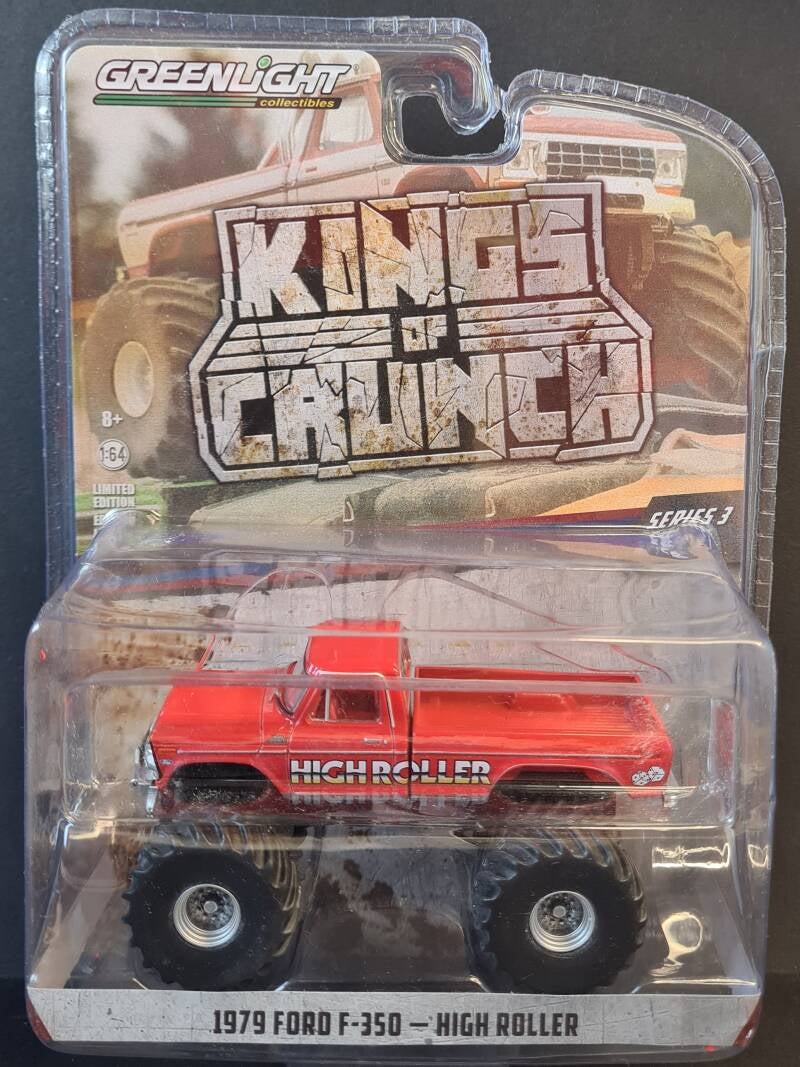 GREENLIGHT
collectibles
KINGS
OF
CRUNCH
8+
1:64
LIMITED
EDITION
SERIES 3
HIGH ROLLER
1979 FORD F-350 – HIGH ROLLER